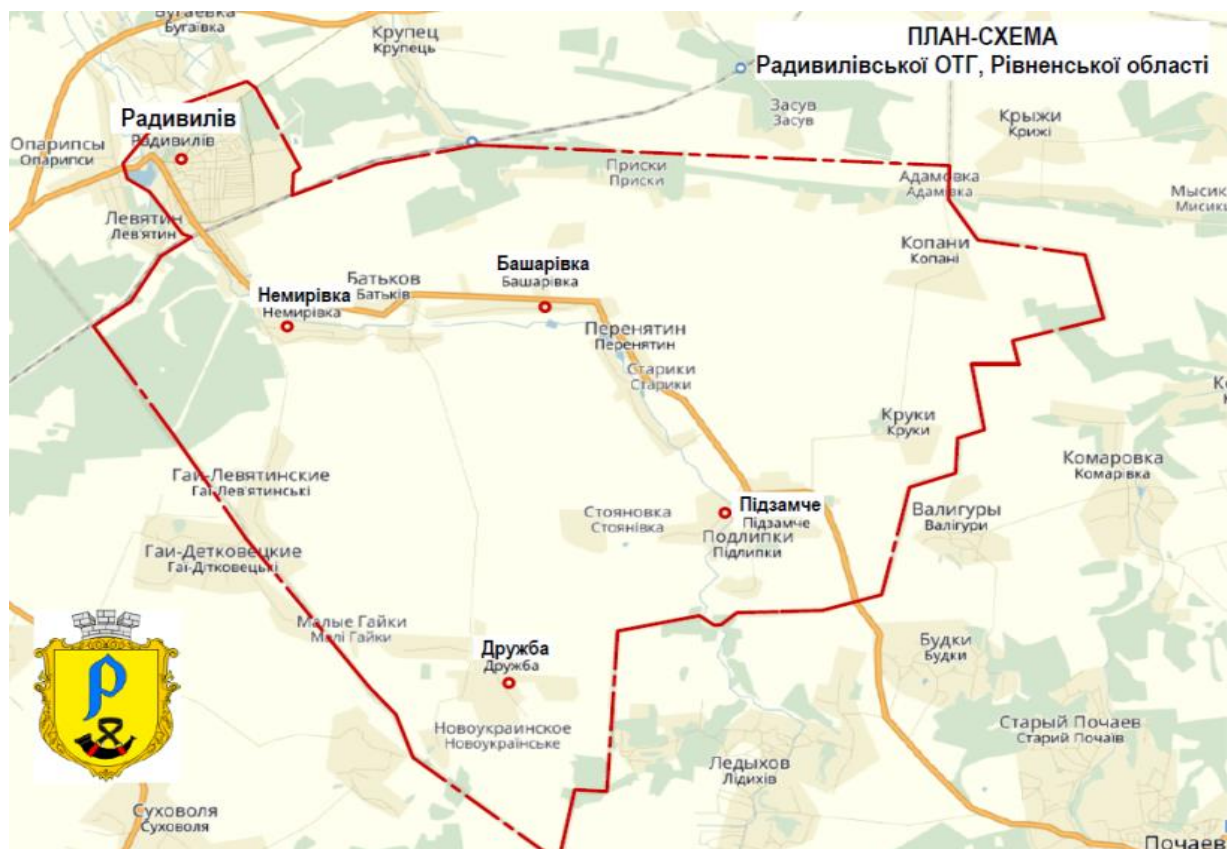 Бугаевка
Бугаївка
Крупец
Крупець
ПЛАН-СХЕМА
Радивилівської ОТГ, Рівненської області
Засув
Засув
Крыжи
Крижі
Радивилів
Радивилів
Опарипсы
Опарипси
Приски
Приски
Адамовка
Адамівка
Мысик
Мисики
Левятин
Лев'ятин
Копани
Копані
Башарівка
Башарівка
Батьков
Батьків
Немирівка
Немирівка
Перенятин
Перенятин
Старики
Старики
Круки
Круки
Комаровка
Комарівка
Гаи-Левятинские
Гаї-Лев'ятинські
Підзамче
Підзамче
Стояновка
Стоянівка
Валигуры
Валігури
Подлипки
Підлипки
Гаи-Детковецкие
Гаї-Дітковецькі
Малые Гайки
Малі Гайки
Дружба
Дружба
Будки
Будки
Новоукраинское
Новоукраїнське
Старый Почаев
Старий Почаїв
Ледыхов
Лідихів
Суховоля
Суховоля
Почаев